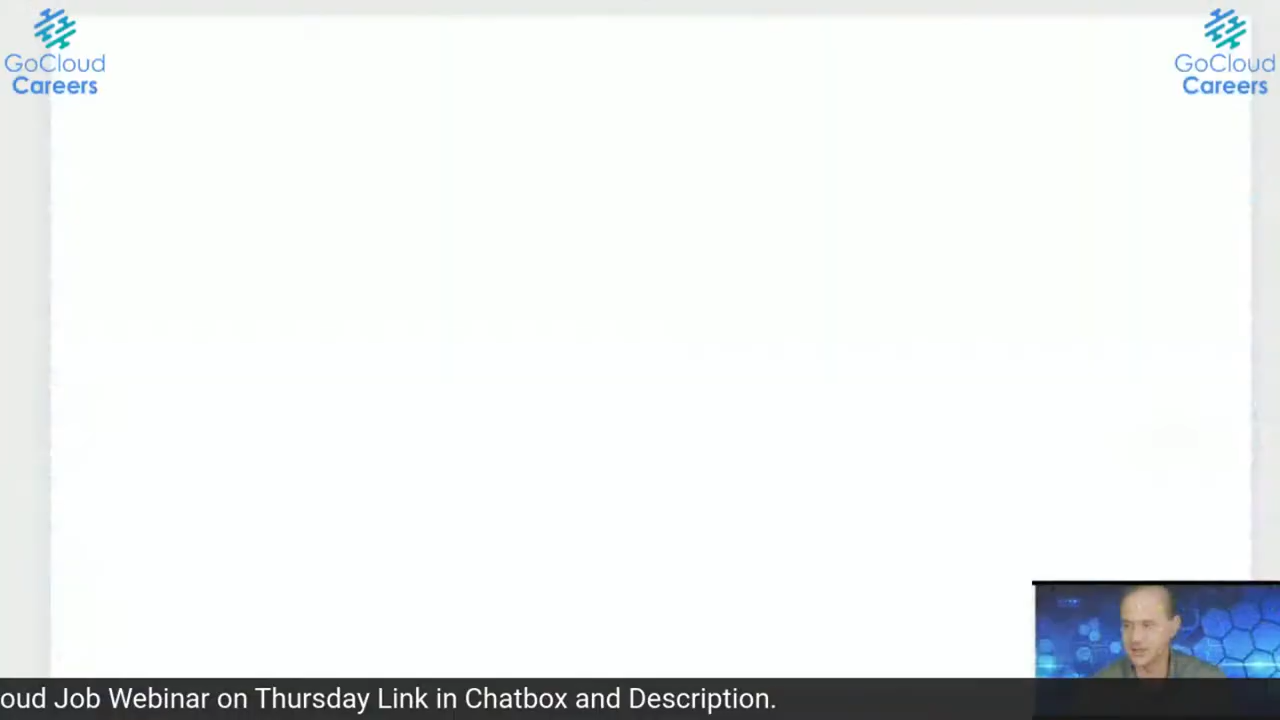 GoCloud
Careers
GoCloud
Careers
oud Job Webinar on Thursday Link in Chatbox and Description.